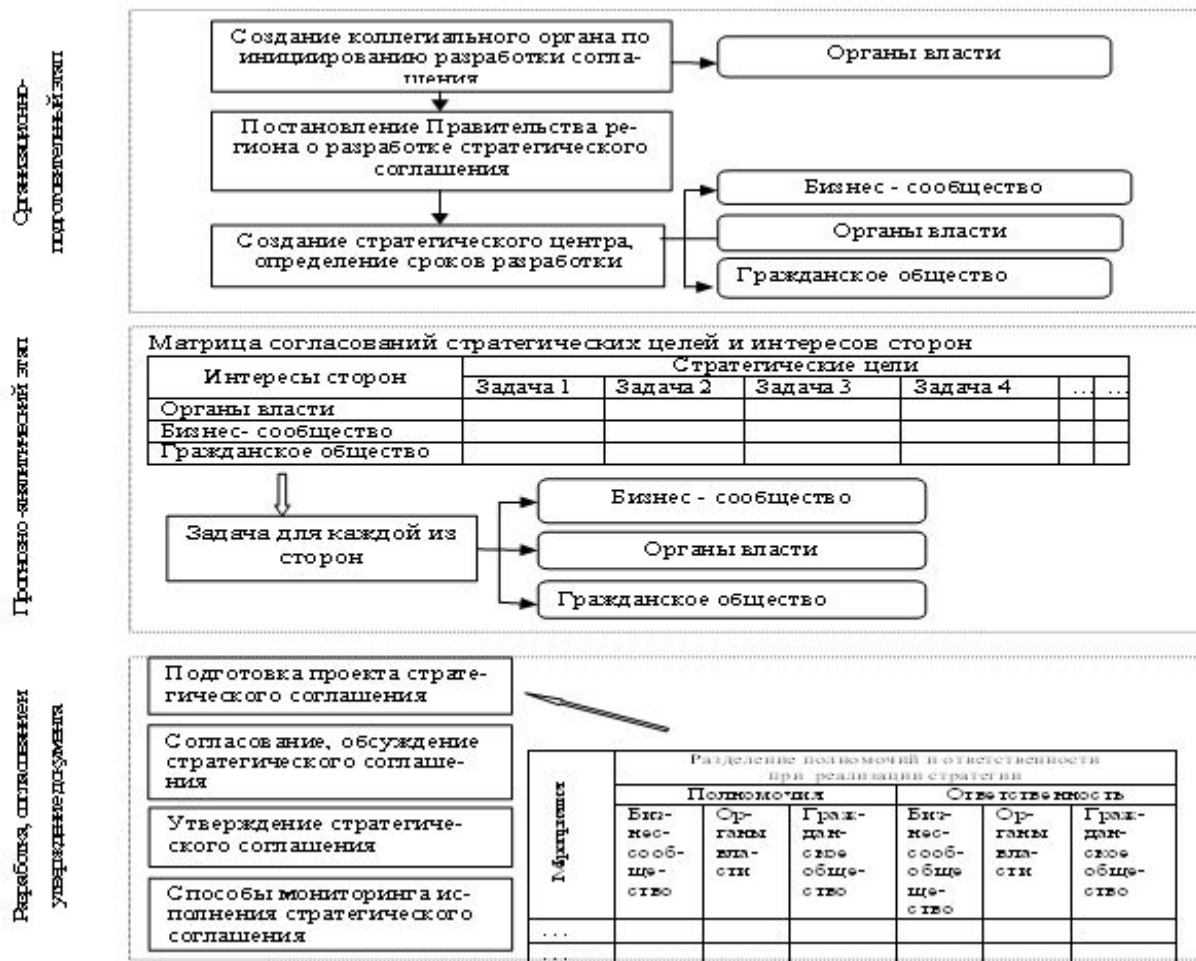 Организационно-
подготовительный этап
Создание коллегиального органа по
инициированию разработки согла-
шения
Органы власти
Постановление Правительства ре-
гиона о разработке стратегического
соглашения
Создание стратегического центра,
определение сроков разработки
Бизнес - сообщество
Органы власти
Гражданское общество
Прогнозно-аналитический этап
Матрица согласований стратегических целей и интересов сторон
Интересы сторон
Стратегические цели
Задача 1 Задача 2 Задача 3 Задача 4 ... ...
Органы власти
Бизнес- сообщество
Гражданское общество
Задача для каждой из
сторон
Бизнес - сообщество
Органы власти
Гражданское общество
Разработка, согласование и
утверждение документа
Подготовка проекта страте-
гического соглашения
Согласование, обсуждение
стратегического соглаше-
ния
Утверждение стратегиче-
ского соглашения
Способы мониторинга ис-
полнения стратегического
соглашения
Мероприятия
Разделение полномочий и ответственности
при реализации стратегии
Полномочия
Ответственность
Биз-
нес-
сооб-
ще-
ство
Ор-
ганы
вла-
сти
Граж-
дан-
ское
обще-
ство
Биз-
нес-
сооб-
обще
ще-
ство
Ор-
ганы
вла-
сти
Граж-
дан-
ское
обще-
ство
...
...